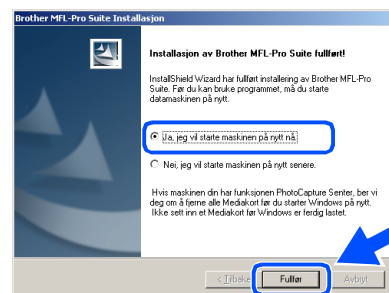 Brother MFL-Pro Suite Installasjon
Installasjon av Brother MFL-Pro Suite fullført!
InstallShield Wizard har fullført installering av Brother MFL-Pro
Suite. Før du kan bruke programmet, må du starte
datamaskinen på nytt.
Ja, jeg vil starte maskinen på nytt nå.
Nei, jeg vil starte maskinen på nytt senere.
Hvis maskinen din har funksjonen PhotoCapture Senter, ber vi
deg om å fjerne alle Mediakort før du starter Windows på nytt.
Ikke sett inn et Mediakort før Windows er ferdig lastet.
< Tilbake Fullfør Avbryt